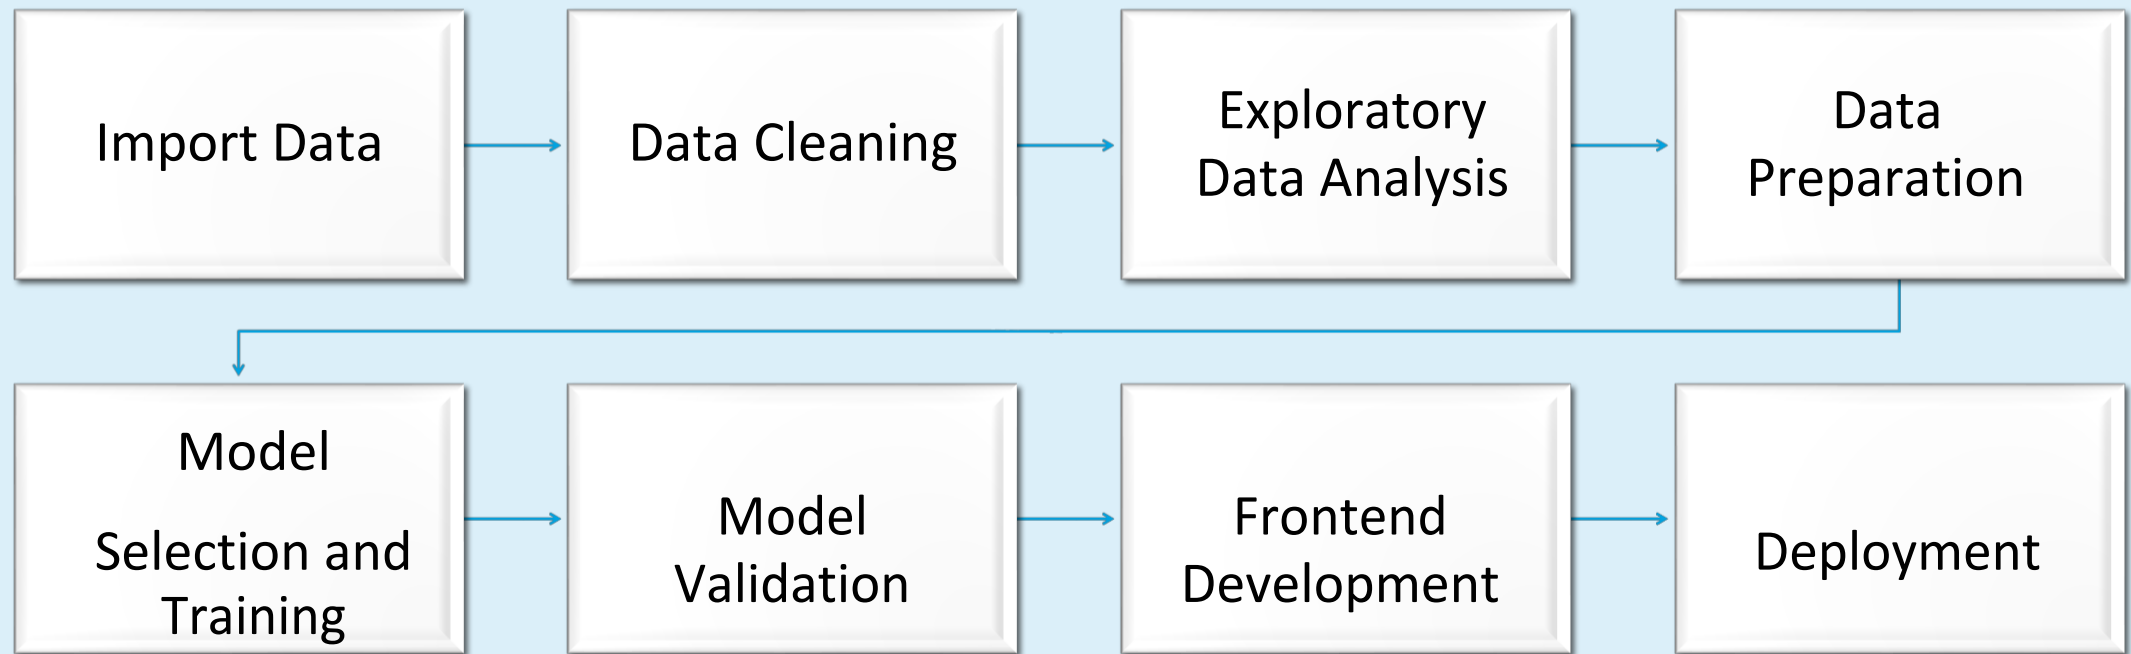 Import Data
Data Cleaning
Exploratory
Data Analysis
Data
Preparation
Model
Selection and
Training
Model
Validation
Frontend
Development
Deployment